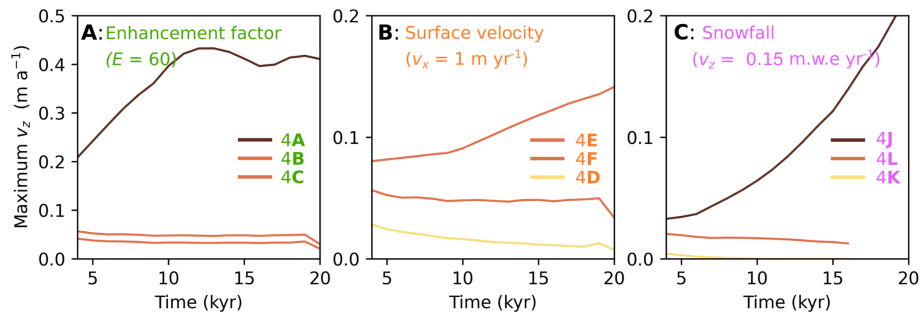 A: Enhancement factor
(E = 60)
Maximum v_z (m a⁻¹)
0.5
0.4
0.3
0.2
0.1
0.0
4A
4B
4C
5
10
15
20
Time (kyr)
B: Surface velocity
(v_x = 1 m yr⁻¹)
0.2
0.1
0.0
4E
4F
4D
5
10
15
20
Time (kyr)
C: Snowfall
(v_z = 0.15 m.w.e yr⁻¹)
0.2
0.1
0.0
4J
4L
4K
5
10
15
20
Time (kyr)